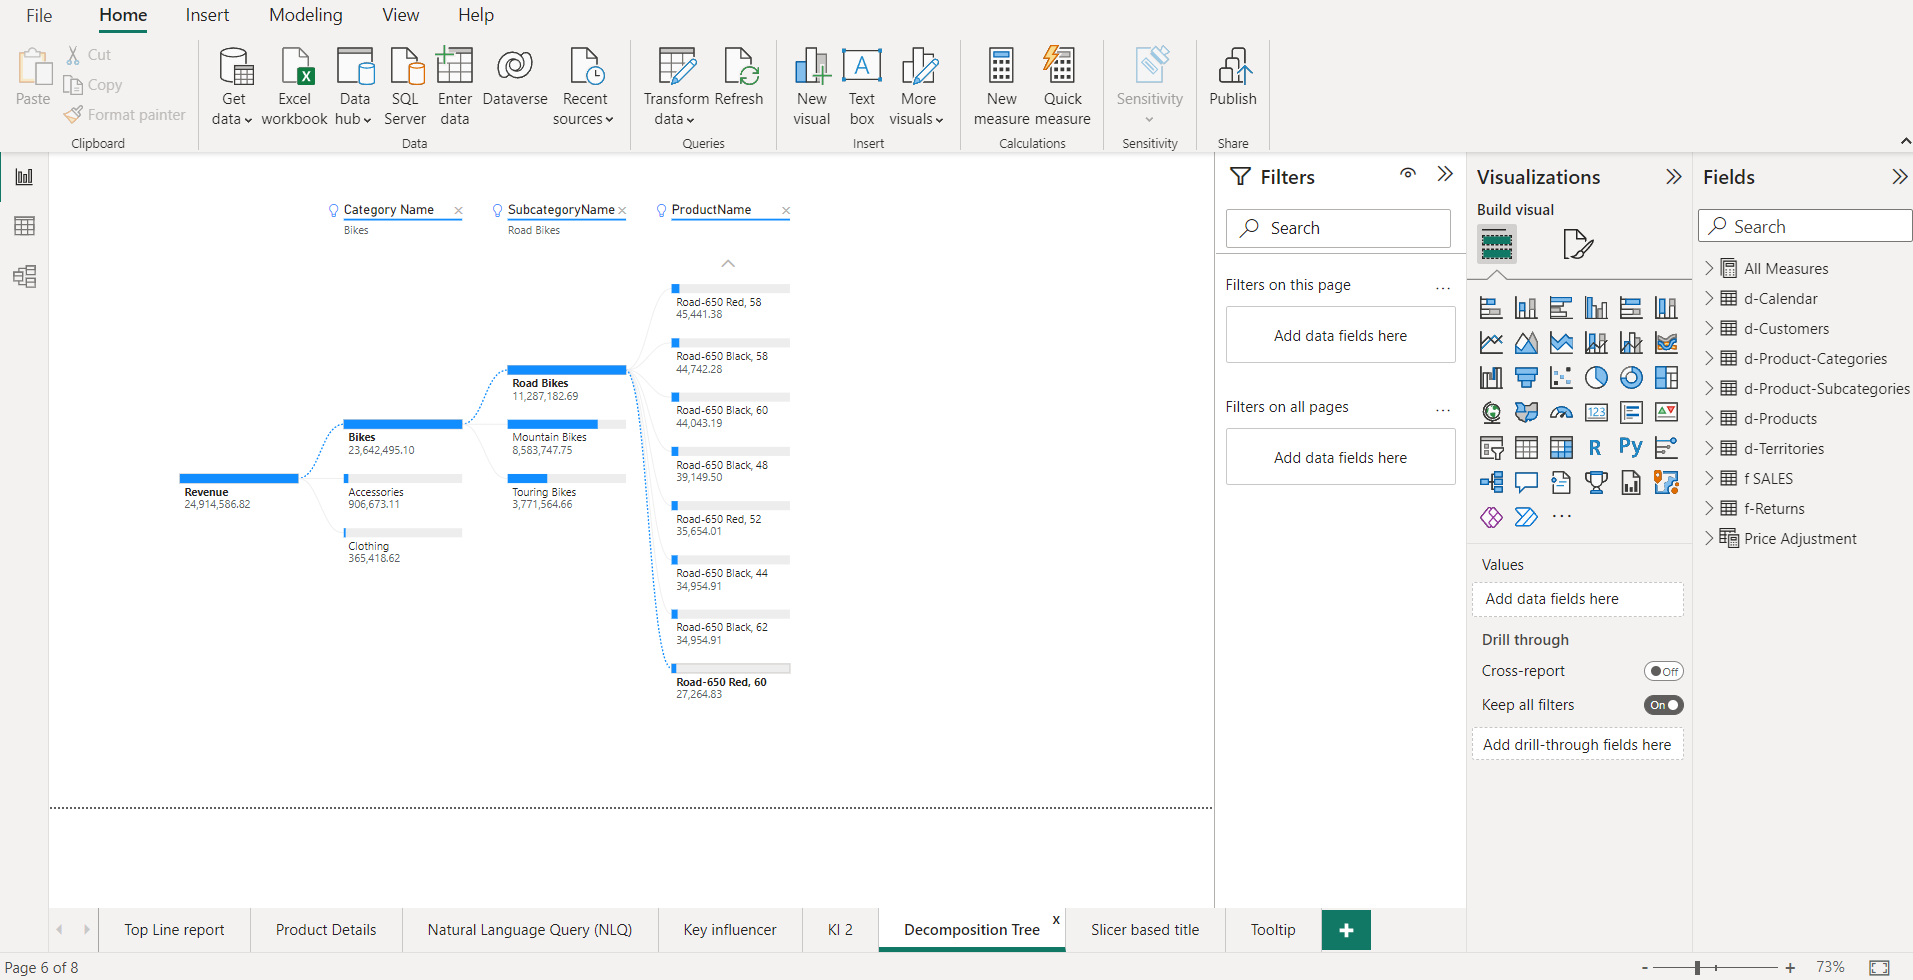 File Home Insert Modeling View Help
Paste
Cut
Copy
Format painter
Clipboard
Get data
Excel workbook
Data hub
SQL Server
Enter data
Dataverse
Recent sources
Data
Transform data
Refresh
Queries
New visual
A
Text box
More visuals
Insert
New measure
Quick measure
Calculations
Sensitivity
Sensitivity
Publish
Share
Category Name
Bikes
SubcategoryName
Road Bikes
ProductName
Revenue
24,914,586.82
Bikes
23,642,495.10
Accessories
906,673.11
Clothing
365,418.62
Road Bikes
11,287,182.69
Mountain Bikes
8,583,747.75
Touring Bikes
3,771,564.66
Road-650 Red, 58
45,441.38
Road-650 Black, 58
44,742.28
Road-650 Black, 60
44,043.19
Road-650 Black, 48
39,149.50
Road-650 Red, 52
35,654.01
Road-650 Black, 44
34,954.91
Road-650 Black, 62
34,954.91
Road-650 Red, 60
27,264.83
Filters
Search
Filters on this page
...
Add data fields here
Filters on all pages
...
Add data fields here
Visualizations
Build visual
123
R
Py
...
Values
Add data fields here
Drill through
Cross-report
Off
Keep all filters
On
Add drill-through fields here
Fields
Search
All Measures
d-Calendar
d-Customers
d-Product-Categories
d-Product-Subcategories
d-Products
d-Territories
f SALES
f-Returns
Price Adjustment
Top Line report
Product Details
Natural Language Query (NLQ)
Key influencer
KI 2
Decomposition Tree
x
Slicer based title
Tooltip
+
Page 6 of 8
- + 73%